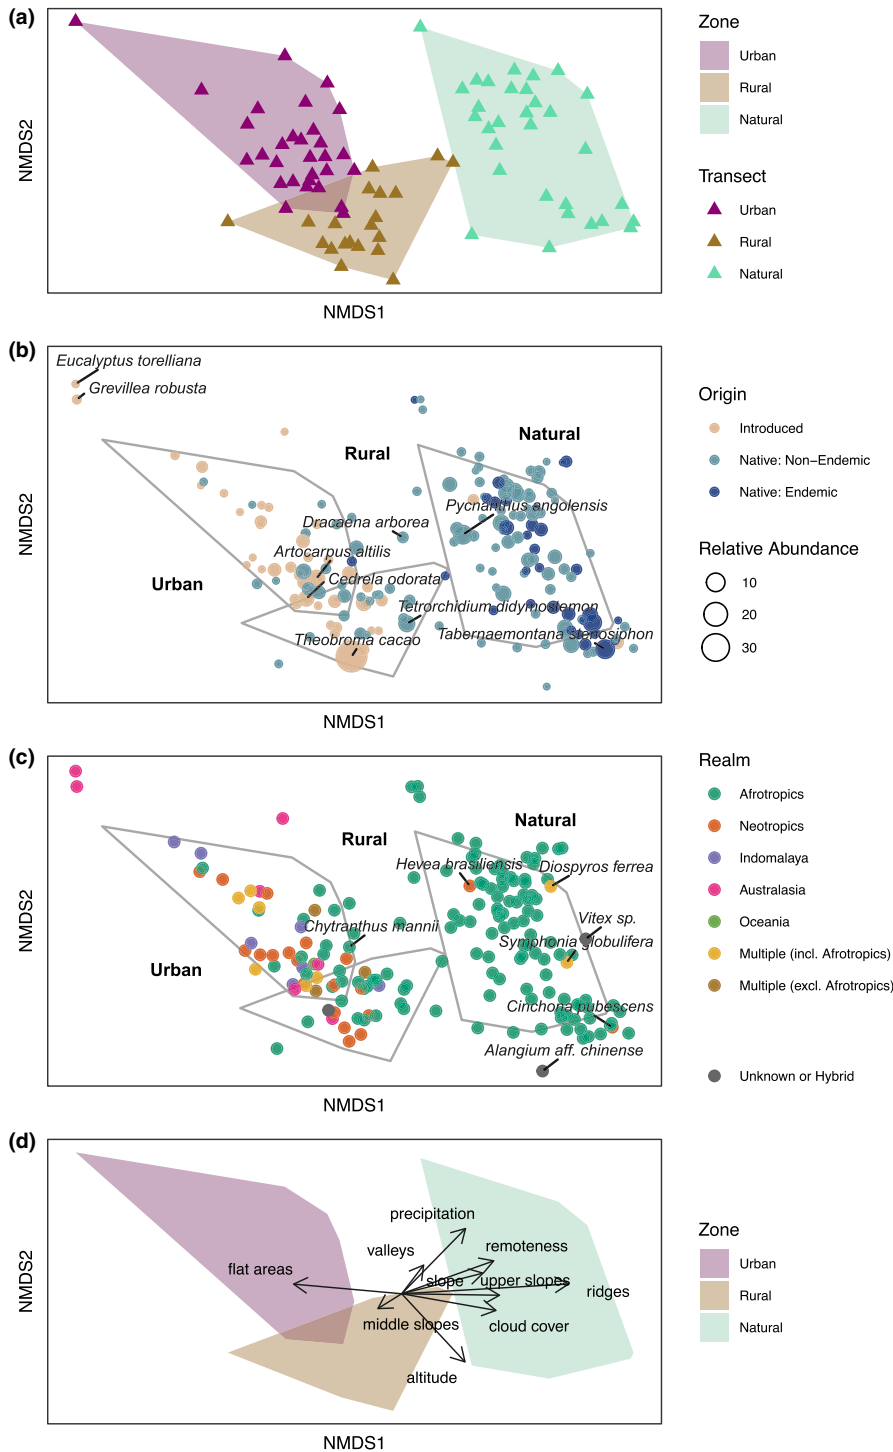 (a)
NMDS2
NMDS1
Zone
Urban
Rural
Natural
Transect
Urban
Rural
Natural
(b)
Eucalyptus torelliana
Grevillea robusta
Natural
Rural
Pycnanthus angolensis
Dracaena arborea
Artocarpus altilis
Cedrela odorata
Urban
Tetrorchidium didymostemon
Theobroma cacao
Tabernaemontana stenosiphon
NMDS2
NMDS1
Origin
Introduced
Native: Non−Endemic
Native: Endemic
Relative Abundance
10
20
30
(c)
Natural
Rural
Hevea brasiliensis
Diospyros ferrea
Vitex sp.
Chytranthus mannii
Symphonia globulifera
Urban
Cinchona pubescens
Alangium aff. chinense
NMDS2
NMDS1
Realm
Afrotropics
Neotropics
Indomalaya
Australasia
Oceania
Multiple (incl. Afrotropics)
Multiple (excl. Afrotropics)
Unknown or Hybrid
(d)
precipitation
valleys
remoteness
flat areas
slope
upper slopes
ridges
middle slopes
cloud cover
altitude
NMDS2
NMDS1
Zone
Urban
Rural
Natural